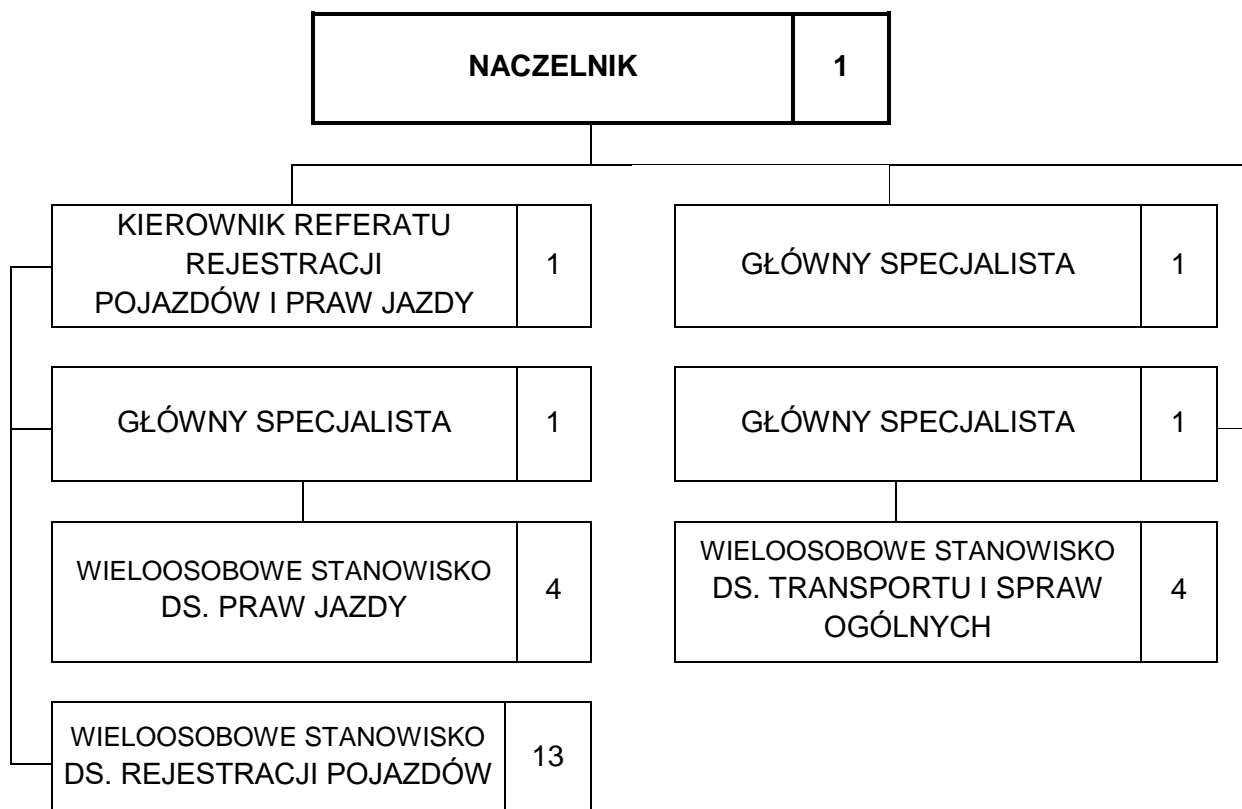 NACZELNIK 1
KIEROWNIK REFERATU
REJESTRACJI
POJAZDÓW I PRAW JAZDY
1
GŁÓWNY SPECJALISTA 1
GŁÓWNY SPECJALISTA 1
GŁÓWNY SPECJALISTA 1
WIELOOSOBOWE STANOWISKO
DS. PRAW JAZDY
4
WIELOOSOBOWE STANOWISKO
DS. TRANSPORTU I SPRAW
OGÓLNYCH
4
WIELOOSOBOWE STANOWISKO
DS. REJESTRACJI POJAZDÓW
13